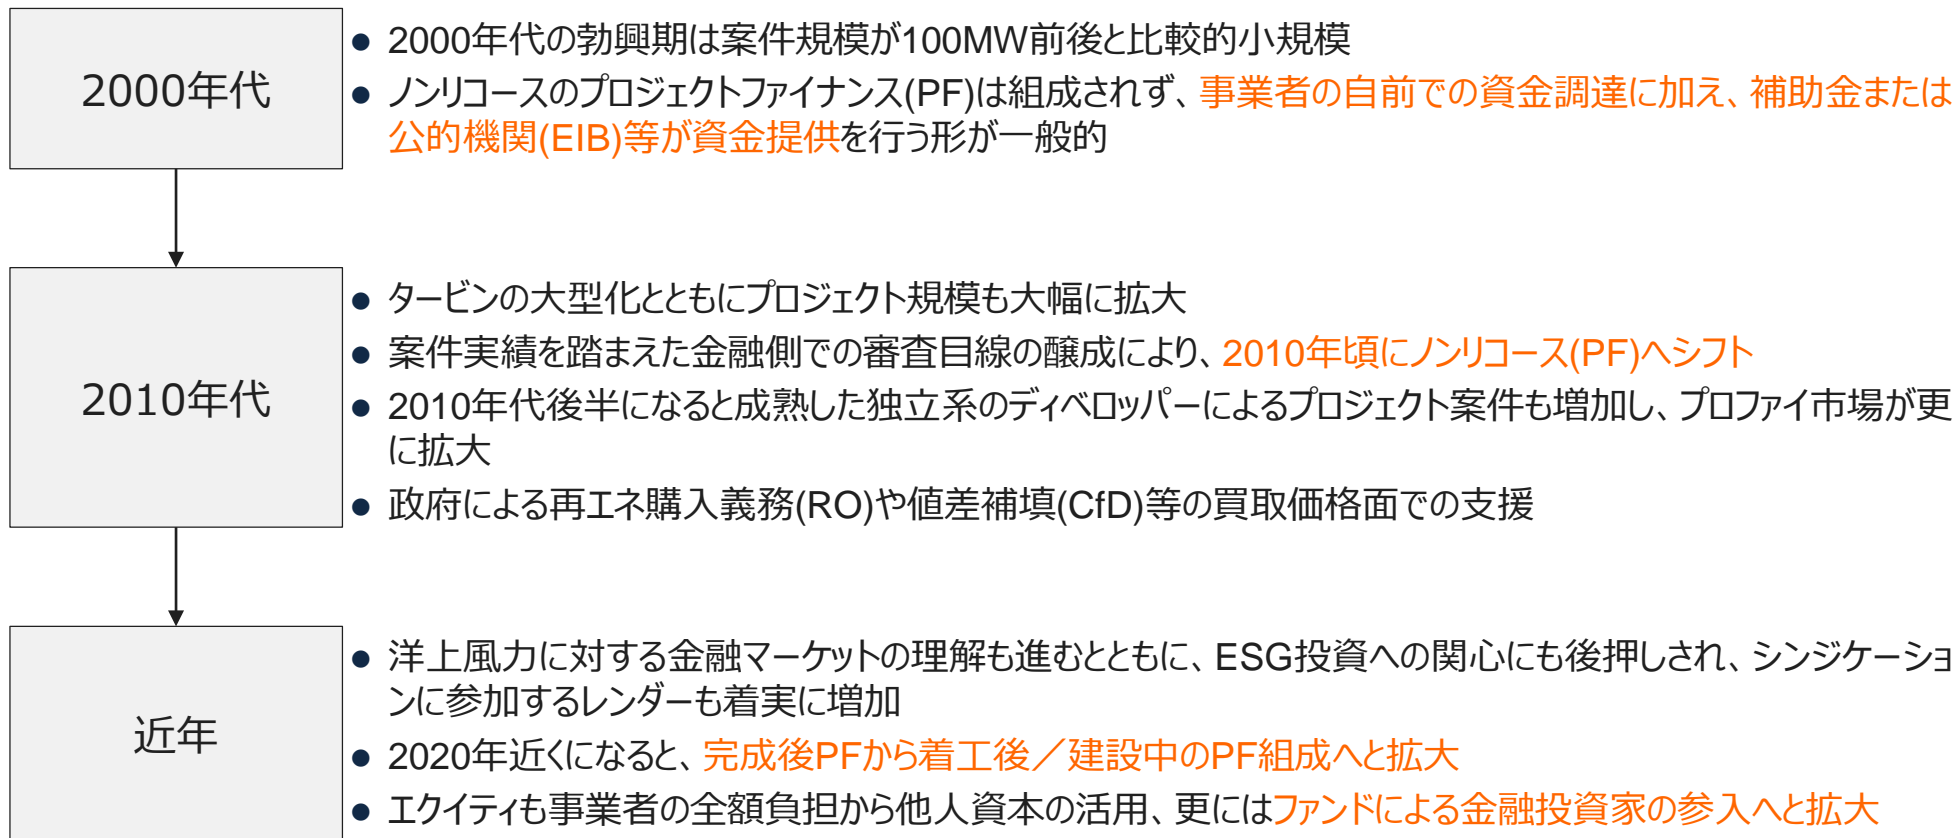 2000年代
● 2000年代の勃興期は案件規模が100MW前後と比較的小規模
● ノンリコースのプロジェクトファイナンス(PF)は組成されず、事業者の自前での資金調達に加え、補助金または
公的機関(EIB)等が資金提供を行う形が一般的
2010年代
● タービンの大型化とともにプロジェクト規模も大幅に拡大
● 案件実績を踏まえた金融側での審査目線の醸成により、2010年頃にノンリコース(PF)へシフト
● 2010年代後半になると成熟した独立系のディベロッパーによるプロジェクト案件も増加し、プロファイ市場が更
に拡大
● 政府による再エネ購入義務(RO)や値差補填(CfD)等の買取価格面での支援
近年
● 洋上風力に対する金融マーケットの理解も進むとともに、ESG投資への関心にも後押しされ、シンジケーショ
ンに参加するレンダーも着実に増加
● 2020年近くになると、完成後PFから着工後／建設中のPF組成へと拡大
● エクイティも事業者の全額負担から他人資本の活用、更にはファンドによる金融投資家の参入へと拡大